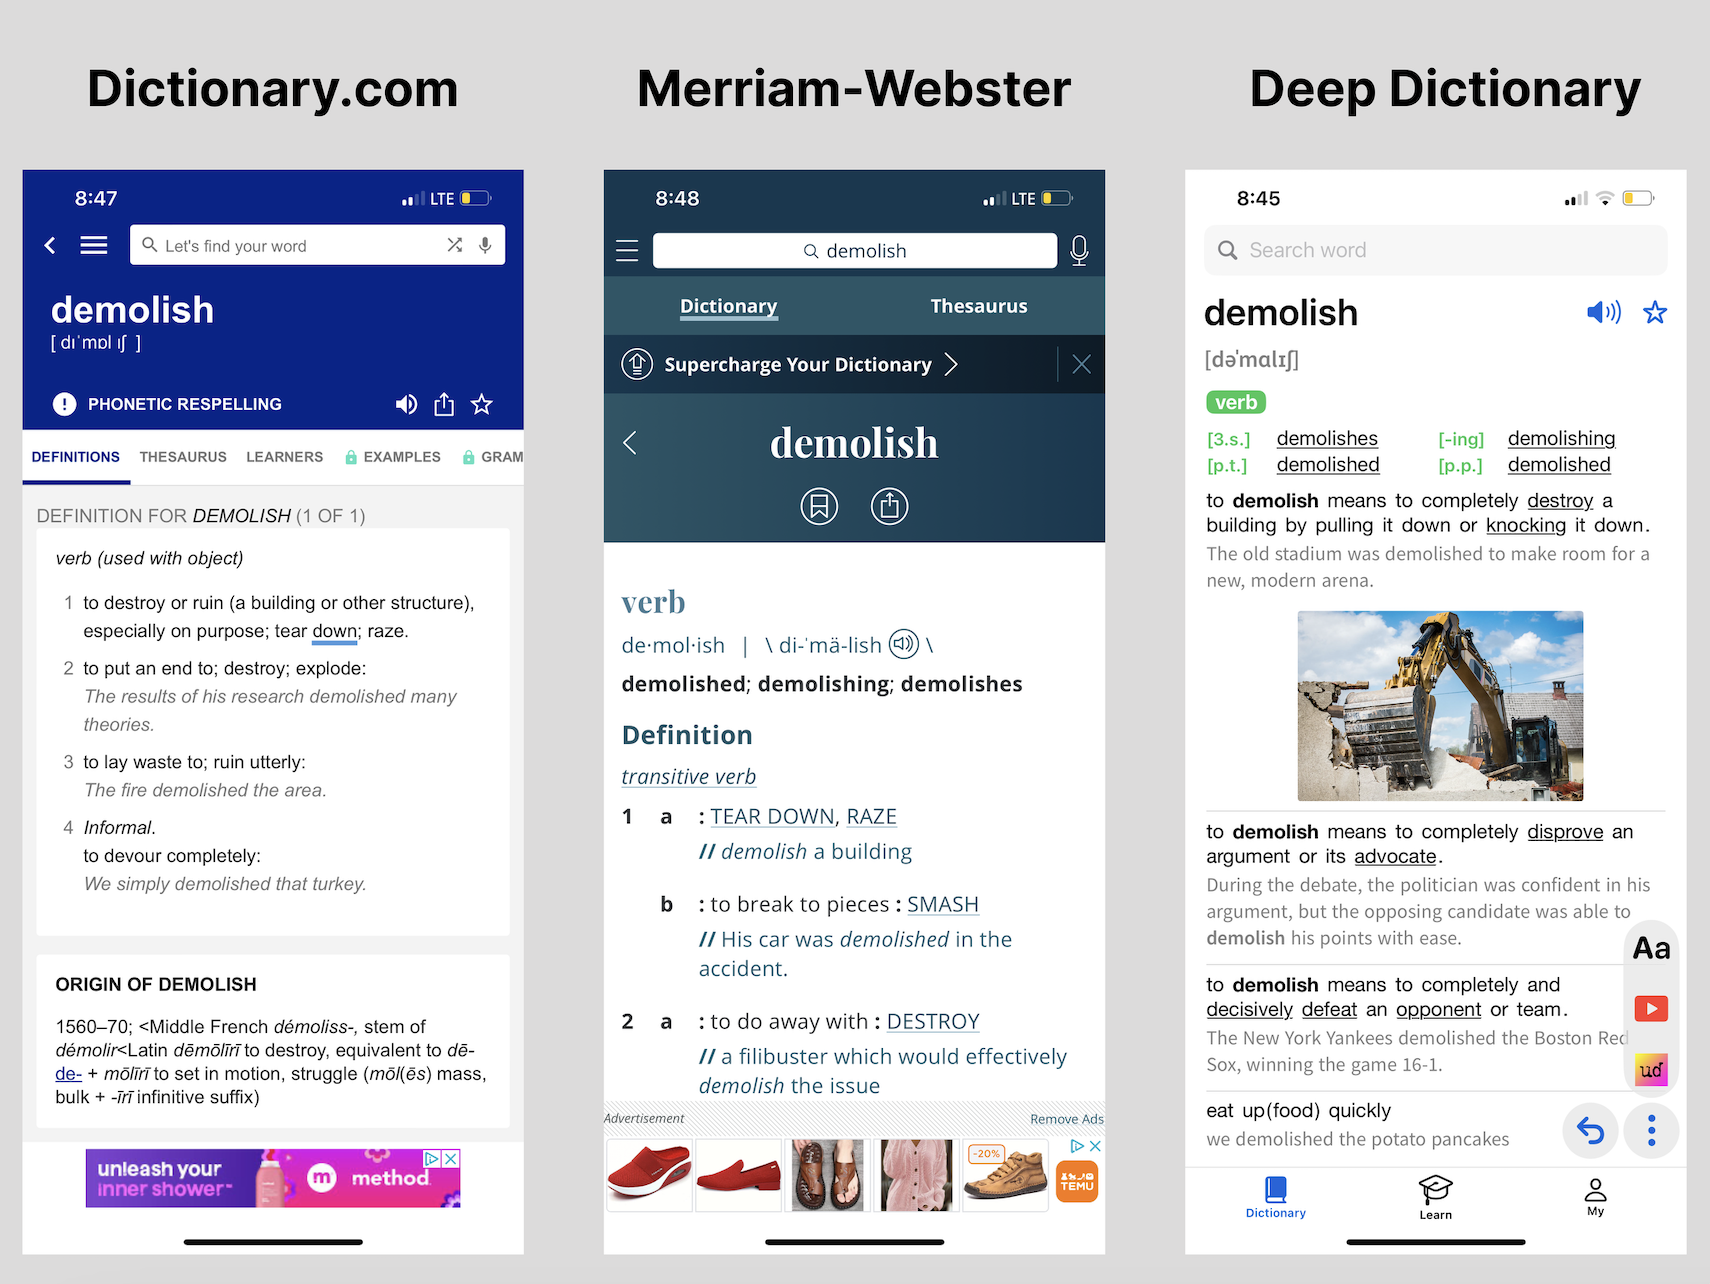 Dictionary.com
8:47
LTE
Let's find your word
demolish
[ dɪˈmɒl ɪʃ ]
! PHONETIC RESPELLING
DEFINITIONS THESAURUS LEARNERS EXAMPLES GRAM
DEFINITION FOR DEMOLISH (1 OF 1)
verb (used with object)
1 to destroy or ruin (a building or other structure),
especially on purpose; tear down; raze.
2 to put an end to; destroy; explode:
The results of his research demolished many
theories.
3 to lay waste to; ruin utterly:
The fire demolished the area.
4 Informal.
to devour completely:
We simply demolished that turkey.
ORIGIN OF DEMOLISH
1560–70; <Middle French démoliss-, stem of
démolir<Latin dēmōlīrī to destroy, equivalent to dē-
de- + mōlīrī to set in motion, struggle (mōl(ēs) mass,
bulk + -īrī infinitive suffix)
unleash your
inner shower™
m method.
Merriam-Webster
8:48
LTE
demolish
Dictionary Thesaurus
Supercharge Your Dictionary
demolish
verb
de·mol·ish | \ di-ˈmä-lish \
demolished; demolishing; demolishes
Definition
transitive verb
1 a : TEAR DOWN, RAZE
// demolish a building
b : to break to pieces : SMASH
// His car was demolished in the
accident.
2 a : to do away with : DESTROY
// a filibuster which would effectively
demolish the issue
Advertisement Remove Ads
-20%
TEMU
Deep Dictionary
8:45
Search word
demolish
[dəˈmɑlɪʃ]
verb
[3.s.] demolishes [-ing] demolishing
[p.t.] demolished [p.p.] demolished
to demolish means to completely destroy a
building by pulling it down or knocking it down.
The old stadium was demolished to make room for a
new, modern arena.
to demolish means to completely disprove an
argument or its advocate.
During the debate, the politician was confident in his
argument, but the opposing candidate was able to
demolish his points with ease.
Aa
to demolish means to completely and
decisively defeat an opponent or team.
The New York Yankees demolished the Boston Red
Sox, winning the game 16-1.
ud
eat up(food) quickly
we demolished the potato pancakes
Dictionary Learn My